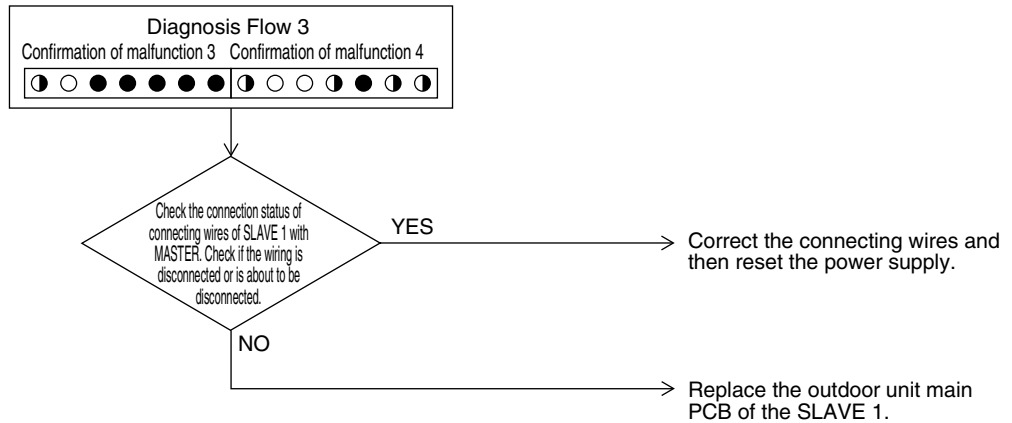 Diagnosis Flow 3
Confirmation of malfunction 3 Confirmation of malfunction 4
Check the connection status of
connecting wires of SLAVE 1 with
MASTER. Check if the wiring is
disconnected or is about to be
disconnected.
YES
Correct the connecting wires and
then reset the power supply.
NO
Replace the outdoor unit main
PCB of the SLAVE 1.